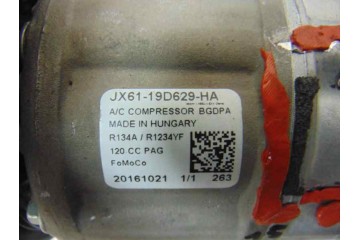 JX61-19D629-HA
A/C COMPRESSOR BGDPA
MADE IN HUNGARY
R134A / R1234YF
120 CC PAG
FoMoCo
20161021 1/1 263